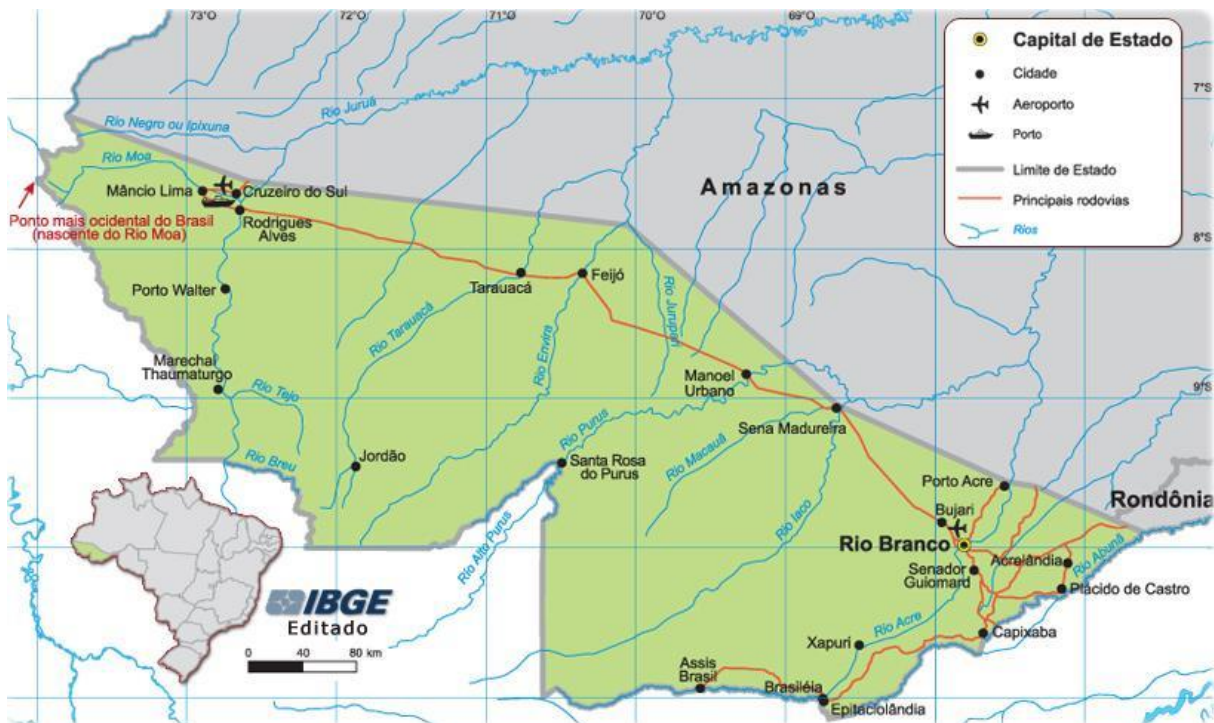 73°O
72°O
71°O
70°O
69°O
Capital de Estado
Cidade
Aeroporto
Porto
Limite de Estado
Principais rodovias
Rios
7°S
8°S
9°S
Rio Juruá
Rio Negro ou Ipixuna
Rio Moa
Mâncio Lima
Cruzeiro do Sul
Ponto mais ocidental do Brasil
(nascente do Rio Moa)
Rodrigues
Alves
Amazonas
Porto Walter
Tarauacá
Feijó
Rio Tarauacá
Rio Envira
Rio Jurupari
Marechal
Thaumaturgo
Rio Tejo
Manoel
Urbano
Sena Madureira
Rio Breu
Jordão
Rio Purus
Santa Rosa
do Purus
Rio Macauã
Rio Iaco
Rio Alto Purus
Porto Acre
Bujari
Rondônia
Rio Branco
Acrelândia
Rio Abunã
Senador
Guiomard
Plácido de Castro
Rio Acre
Capixaba
Xapuri
Assis
Brasil
Brasiléia
Epitaciolândia
IBGE
Editado
0 40 80 km